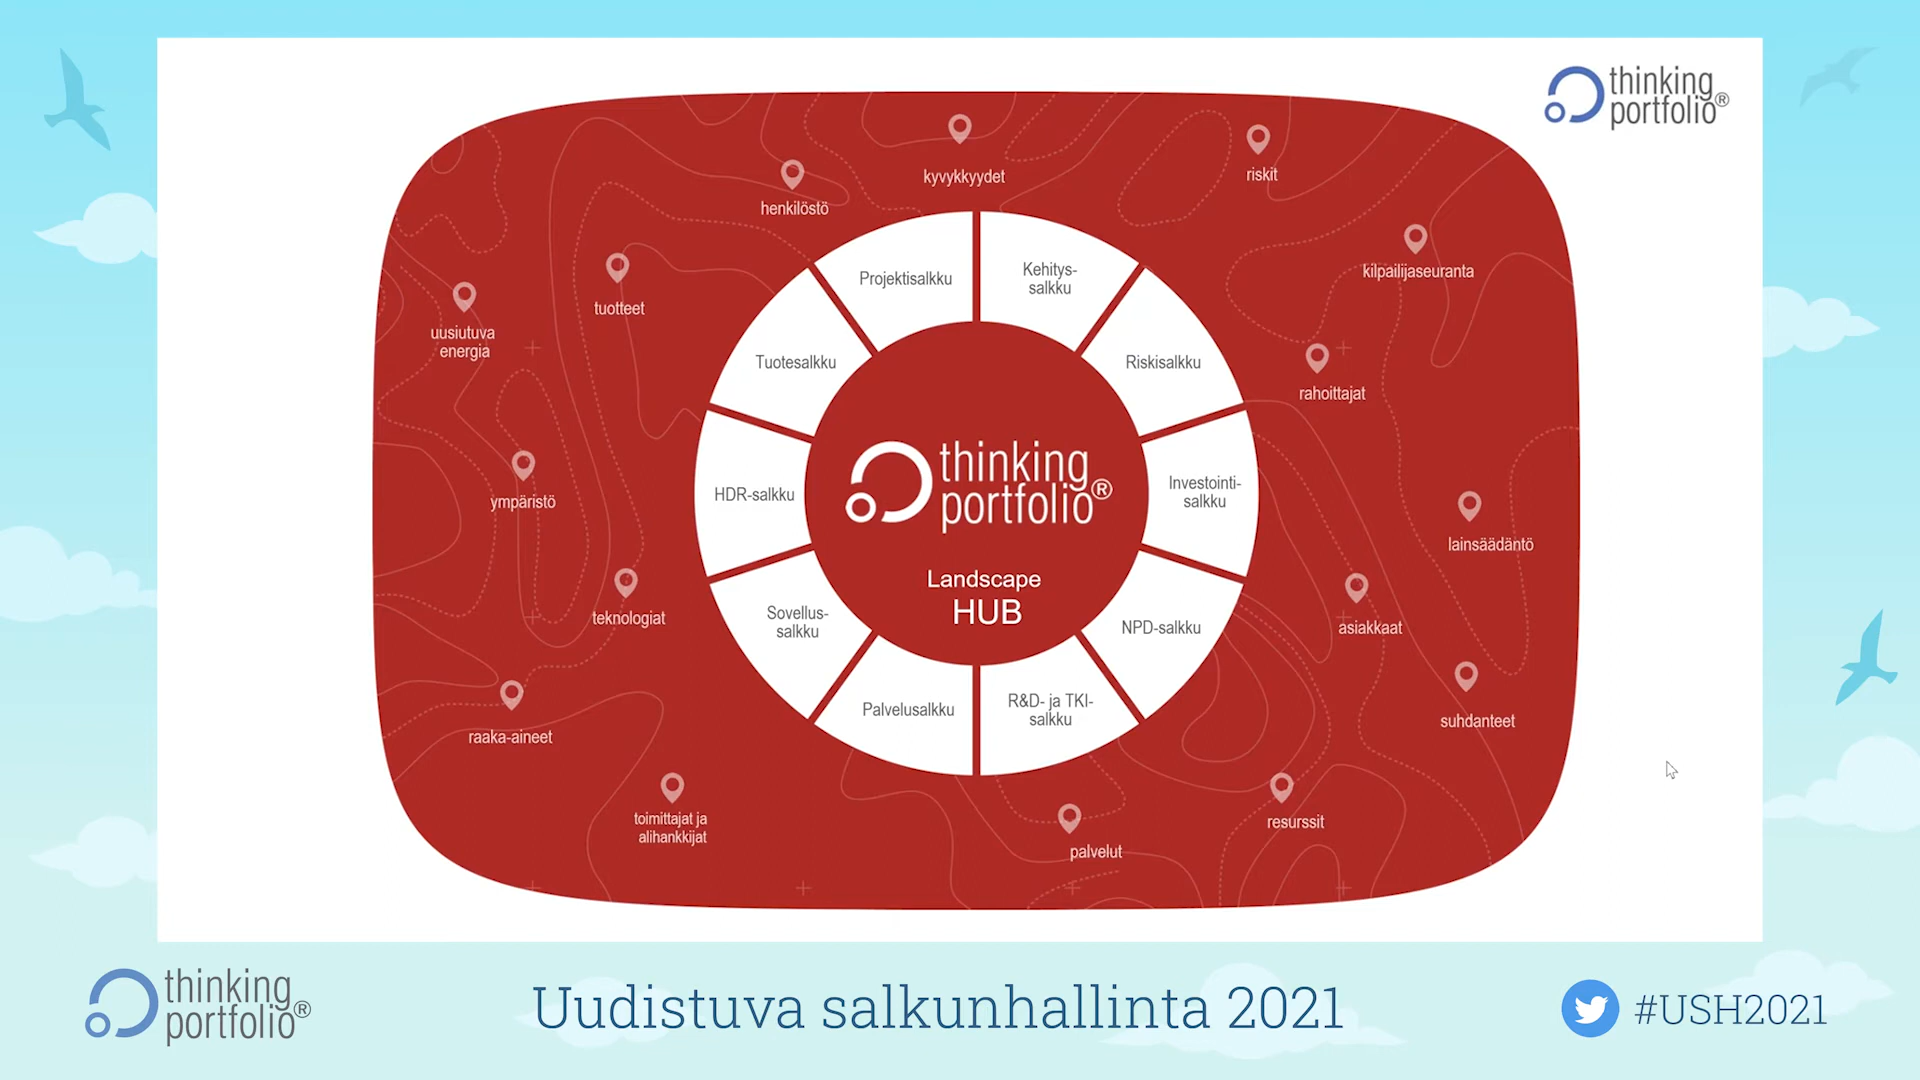 thinking
portfolio®
kyvykkyydet
riskit
henkilöstö
kilpailijaseuranta
tuotteet
uusiutuva
energia
rahoittajat
ympäristö
lainsäädäntö
teknologiat
asiakkaat
raaka-aineet
suhdanteet
toimittajat ja
alihankkijat
resurssit
palvelut
Projektisalkku
Kehitys-
salkku
Tuotesalkku
Riskisalkku
HDR-salkku
Investointi-
salkku
Sovellus-
salkku
NPD-salkku
Palvelusalkku
R&D- ja TKI-
salkku
thinking
portfolio®
Landscape
HUB
thinking
portfolio®
Uudistuva salkunhallinta 2021
#USH2021